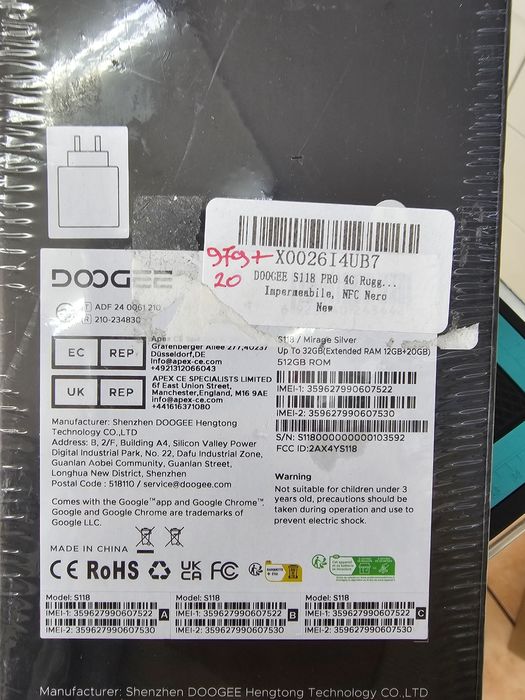 X0026I4UB7
979+
20
DOOGEE S118 PRO 4G Rugg...
Impermeabile, NFC Nero
New
DOOGEE
ADF 24 0061 210
R 210-234830
EC REP
Grafenberger Allee 277,40237
Düsseldorf,DE
Info@apex-ce.com
+4921312066043
UK REP
APEX CE SPECIALISTS LIMITED
6f East Union Street,
Manchester,England, M16 9AE
info@apex-ce.com
+441616371080
S118 / Mirage Silver
Up To 32GB(Extended RAM 12GB+20GB)
512GB ROM
IMEI-1: 359627990607522
IMEI-2: 359627990607530
S/N: S1180000000103592
FCC ID:2AX4YS118
Manufacturer: Shenzhen DOOGEE Hengtong
Technology CO.,LTD
Address: B, 2/F, Building A4, Silicon Valley Power
Digital Industrial Park, No. 22, Dafu Industrial Zone,
Guanlan Aobei Community, Guanlan Street,
Longhua New District, Shenzhen
Postal Code : 518110 / service@doogee.com
Comes with the Google™app and Google Chrome™.
Google and Google Chrome are trademarks of
Google LLC.
Warning
Not suitable for children under 3
years old, precautions should be
taken during operation and use to
prevent electric shock.
MADE IN CHINA
CE RoHS UK CA FC
Model: S118
IMEI-1: 359627990607522
IMEI-2: 359627990607530
A
Model: S118
IMEI-1: 359627990607522
IMEI-2: 359627990607530
B
Model: S118
IMEI-1: 359627990607522
IMEI-2: 359627990607530
C
Manufacturer: Shenzhen DOOGEE Hengtong Technology CO.,LTD